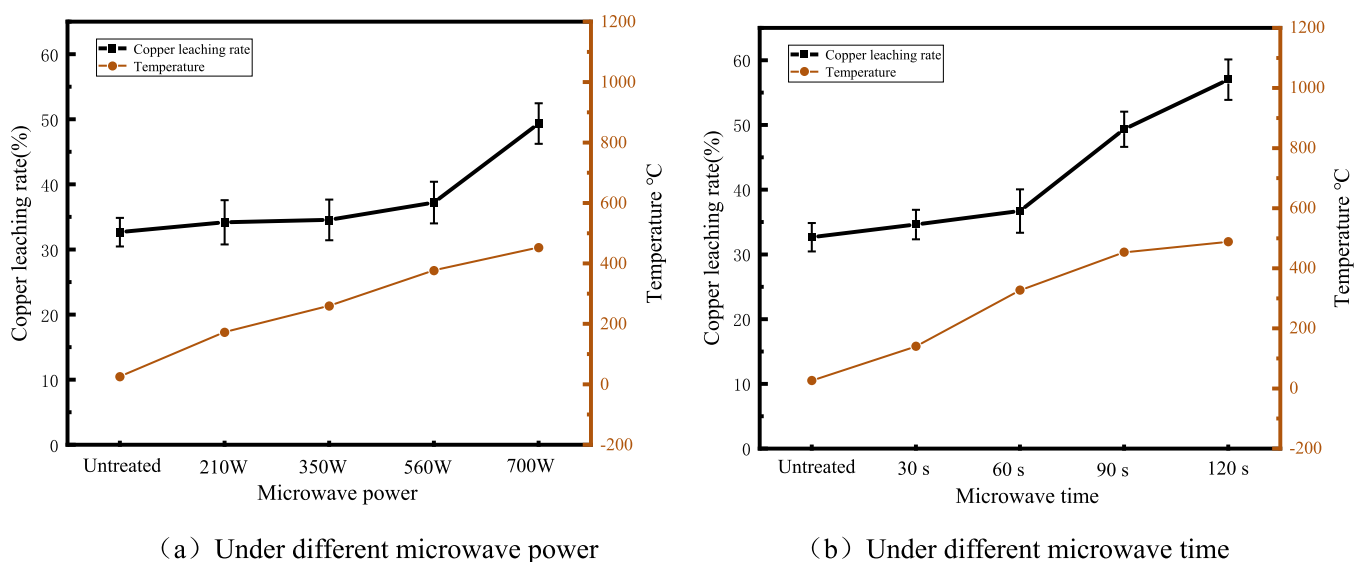 Copper leaching rate
Temperature
60
50
40
30
20
10
0
Copper leaching rate(%)
1200
1000
800
600
400
200
0
-200
Temperature °C
Untreated 210W 350W 560W 700W
Microwave power
（a）Under different microwave power
Copper leaching rate
Temperature
60
50
40
30
20
10
0
Copper leaching rate(%)
1200
1000
800
600
400
200
0
-200
Temperature °C
Untreated 30 s 60 s 90 s 120 s
Microwave time
（b）Under different microwave time